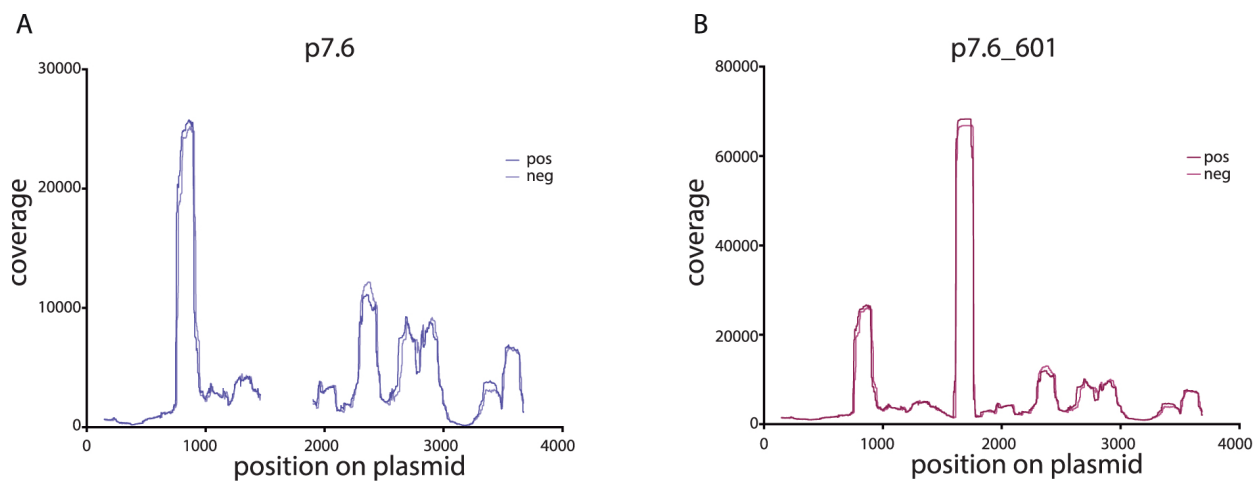 A
p7.6
30000
20000
10000
0
coverage
pos
neg
0
1000
2000
3000
4000
position on plasmid
B
p7.6_601
80000
60000
40000
20000
0
coverage
pos
neg
0
1000
2000
3000
4000
position on plasmid